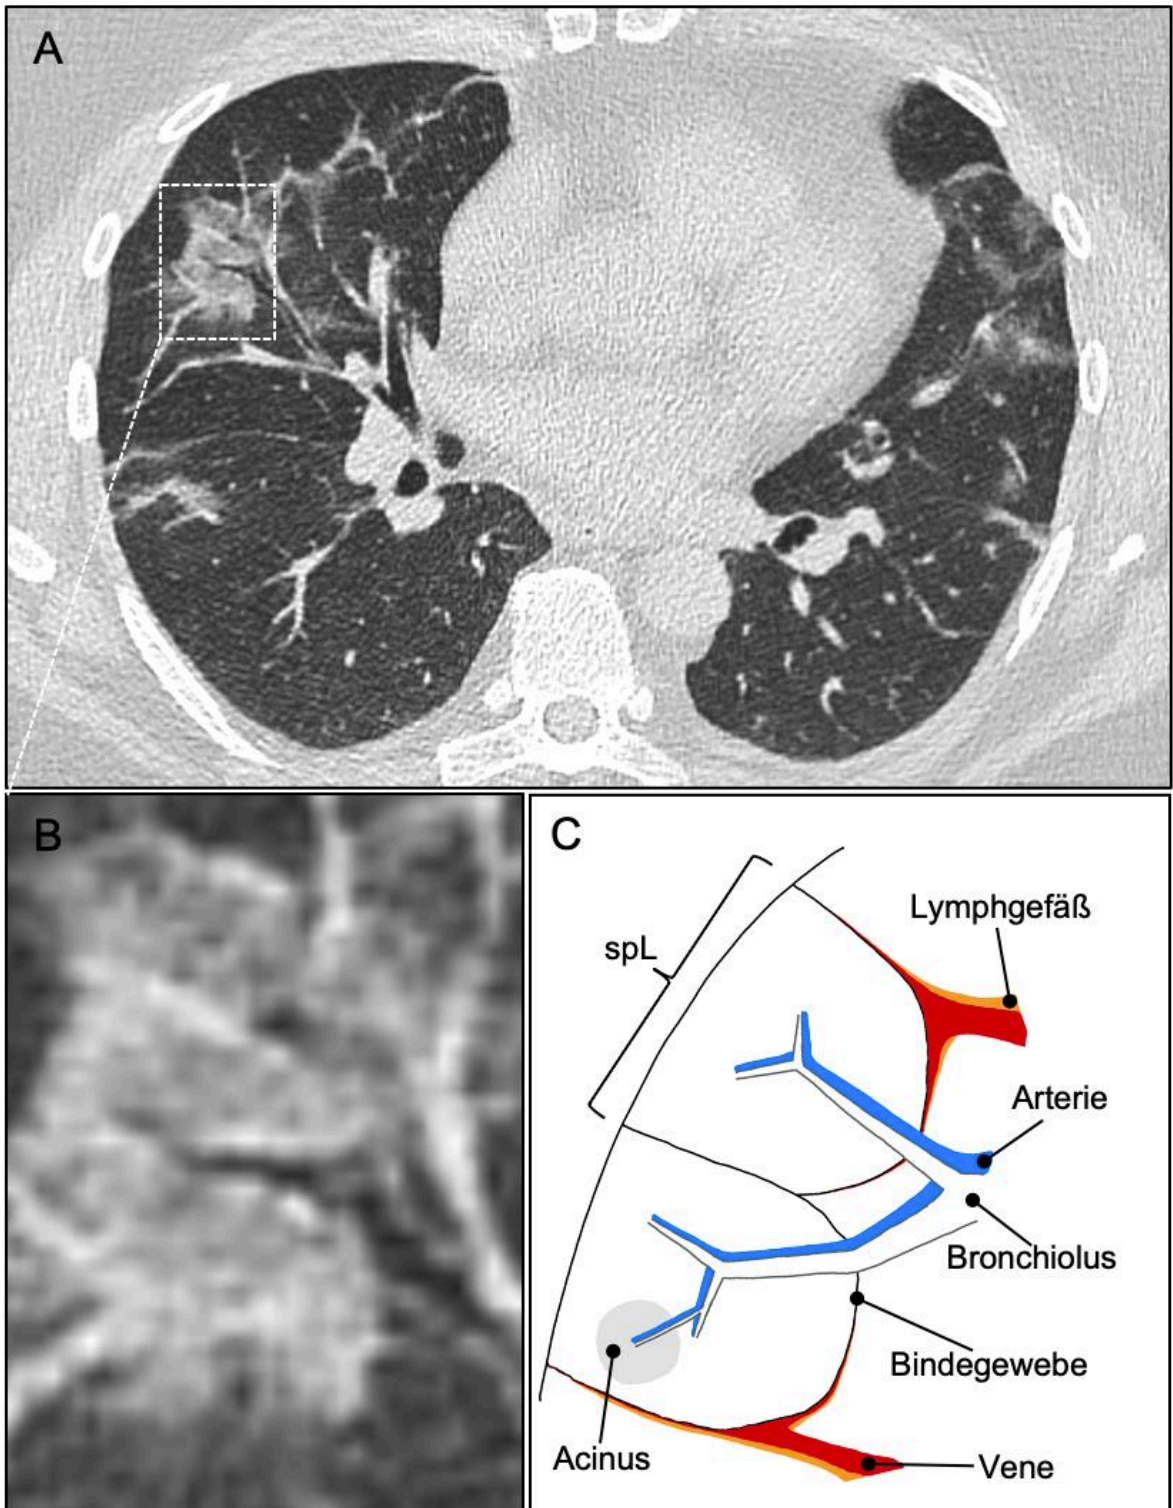 A
B
C
Lymphgefäß
spL
Arterie
Bronchiolus
Bindegewebe
Acinus
Vene